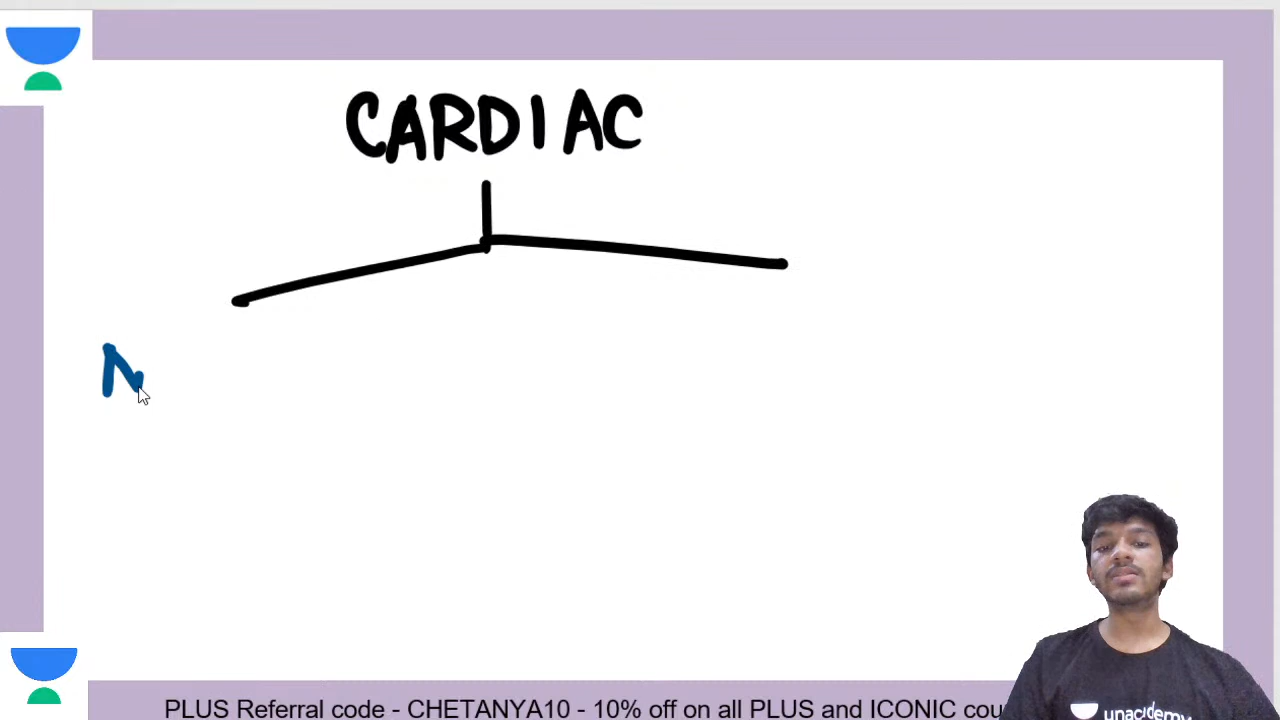 CARDIAC
N
PLUS Referral code - CHETANYA10 - 10% off on all PLUS and ICONIC cou
unacademy